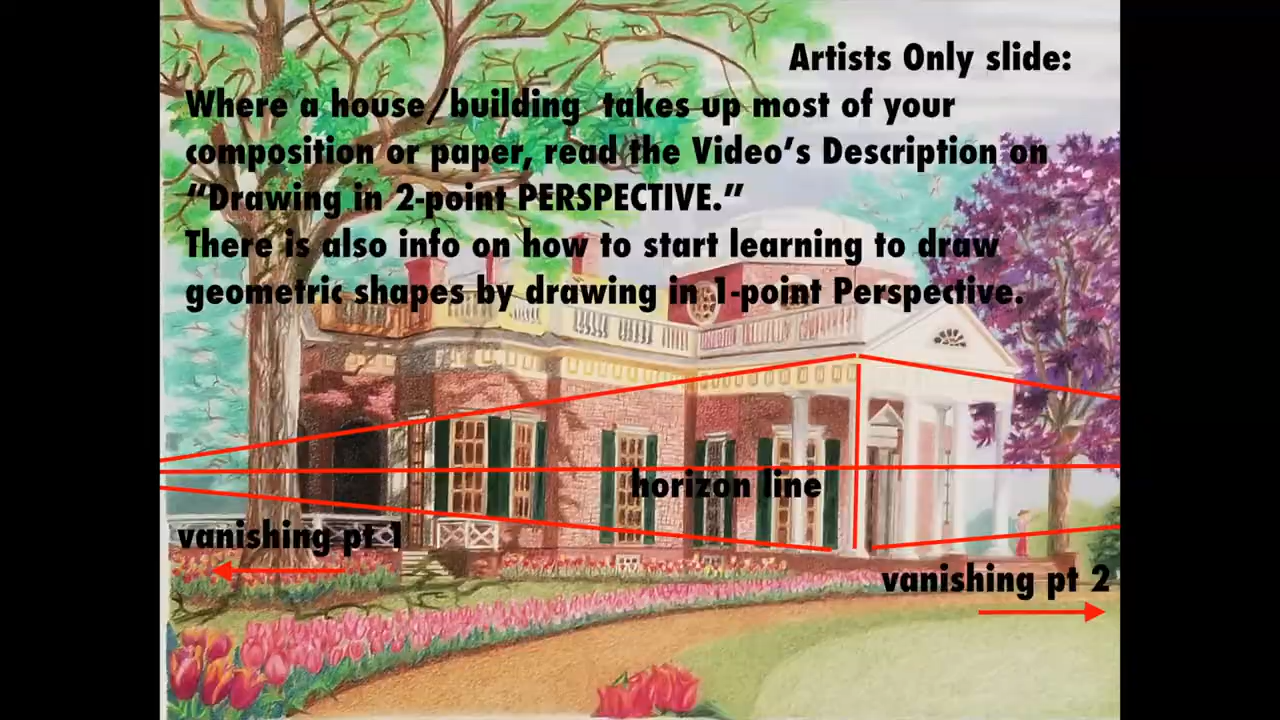 Artists Only slide:
Where a house/building takes up most of your
composition or paper, read the Video’s Description on
“Drawing in 2-point PERSPECTIVE.”
There is also info on how to start learning to draw
geometric shapes by drawing in 1-point Perspective.
horizon line
vanishing pt 1
vanishing pt 2